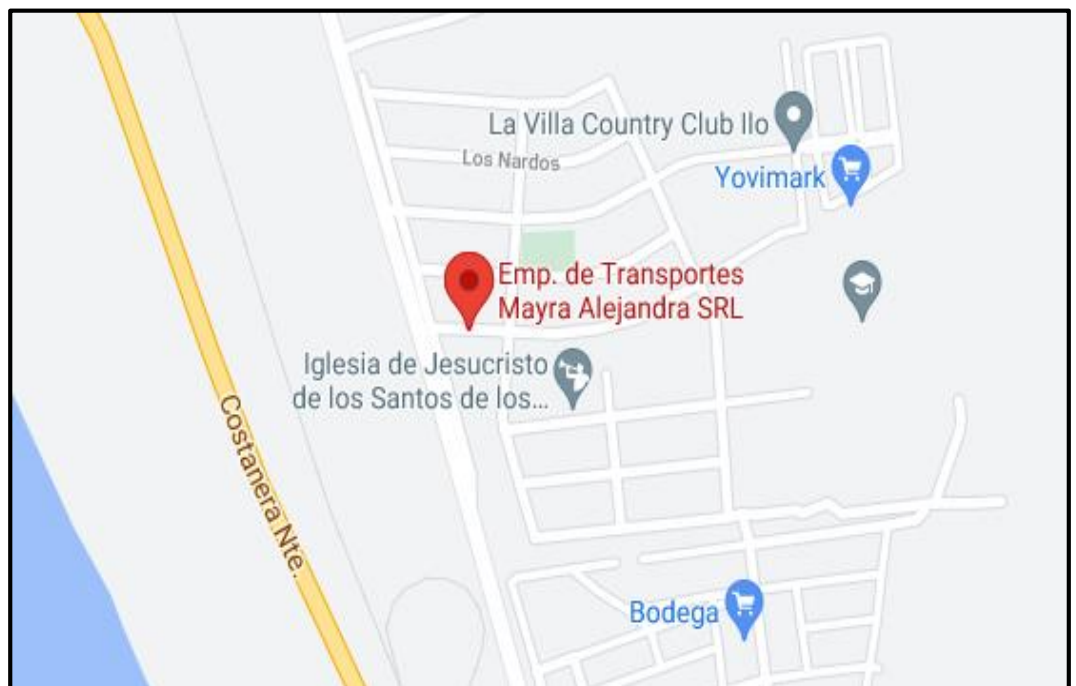 La Villa Country Club Ilo
Los Nardos
Yovimark
Emp. de Transportes
Mayra Alejandra SRL
Iglesia de Jesucristo
de los Santos de los...
Costanera Nte.
Bodega